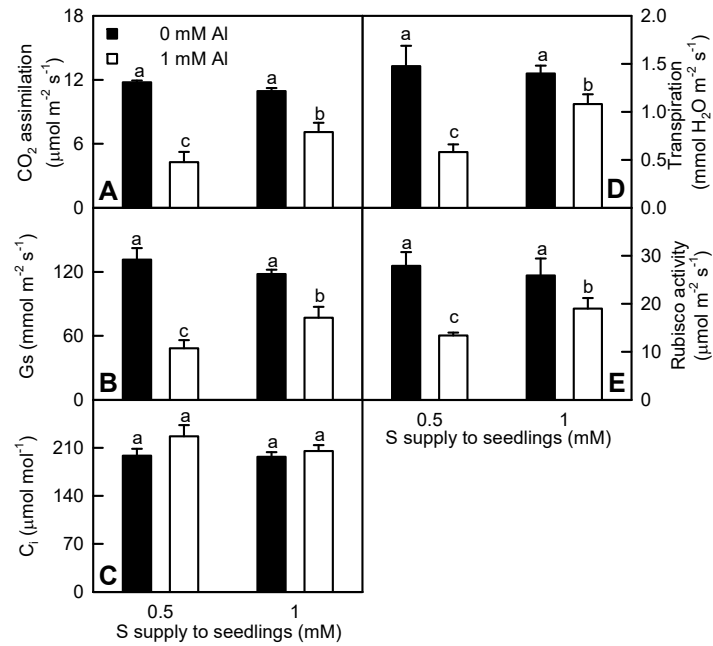 CO₂ assimilation
(μmol m⁻² s⁻¹)
18
12
6
0
0 mM Al
1 mM Al
a
c
a
b
A
2.0
1.5
1.0
0.5
0.0
Transpiration
(mmol H₂O m⁻² s⁻¹)
a
c
a
b
D
Gs (mmol m⁻² s⁻¹)
120
60
0
a
c
a
b
B
30
20
10
0
Rubisco activity
(μmol m⁻² s⁻¹)
a
c
a
b
E
0.5
1
S supply to seedlings (mM)
Cᵢ (μmol mol⁻¹)
210
140
70
0
a
a
a
a
C
0.5
1
S supply to seedlings (mM)